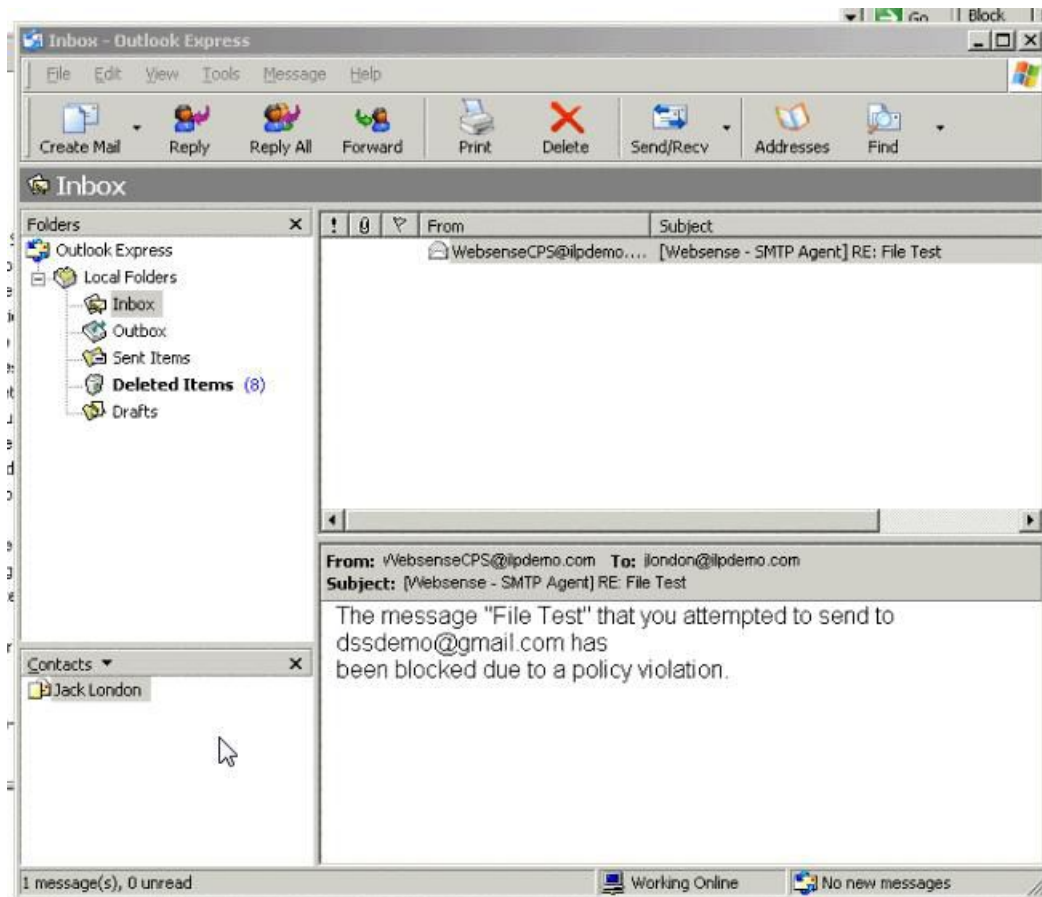 Go Block
Inbox - Outlook Express
File Edit View Tools Message Help
Create Mail Reply Reply All Forward Print Delete Send/Recv Addresses Find
Inbox
Folders
Outlook Express
Local Folders
Inbox
Outbox
Sent Items
Deleted Items (8)
Drafts
! From Subject
WebsenseCPS@ilpdemo.... [Websense - SMTP Agent] RE: File Test
From: WebsenseCPS@ilpdemo.com To: jlondon@ilpdemo.com
Subject: [Websense - SMTP Agent] RE: File Test
The message "File Test" that you attempted to send to
dssdemo@gmail.com has
been blocked due to a policy violation.
Contacts
Jack London
1 message(s), 0 unread Working Online No new messages